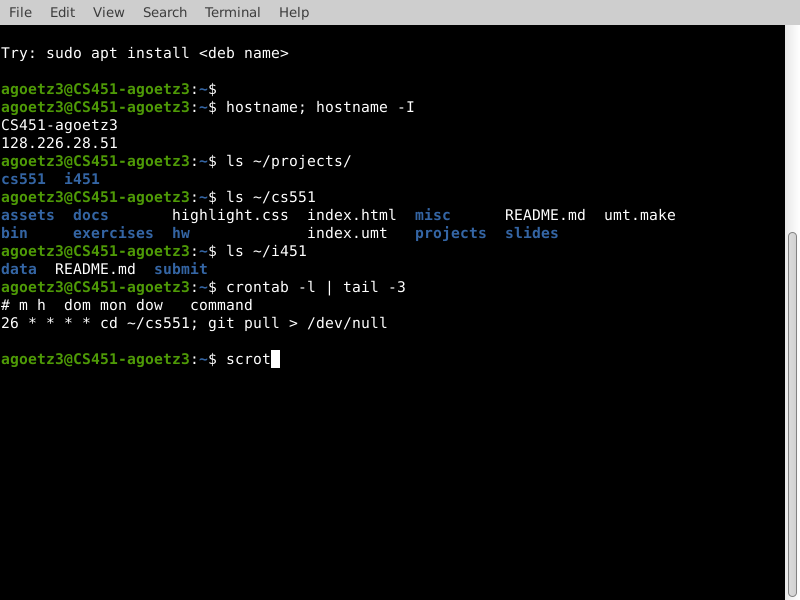 File Edit View Search Terminal Help
Try: sudo apt install <deb name>
agoetz3@CS451-agoetz3:~$
agoetz3@CS451-agoetz3:~$ hostname; hostname -I
CS451-agoetz3
128.226.28.51
agoetz3@CS451-agoetz3:~$ ls ~/projects/
cs551  i451
agoetz3@CS451-agoetz3:~$ ls ~/cs551
assets  docs       highlight.css  index.html  misc      README.md  umt.make
bin     exercises  hw             index.umt   projects  slides
agoetz3@CS451-agoetz3:~$ ls ~/i451
data  README.md  submit
agoetz3@CS451-agoetz3:~$ crontab -l | tail -3
# m h  dom mon dow   command
26 * * * * cd ~/cs551; git pull > /dev/null
agoetz3@CS451-agoetz3:~$ scrot